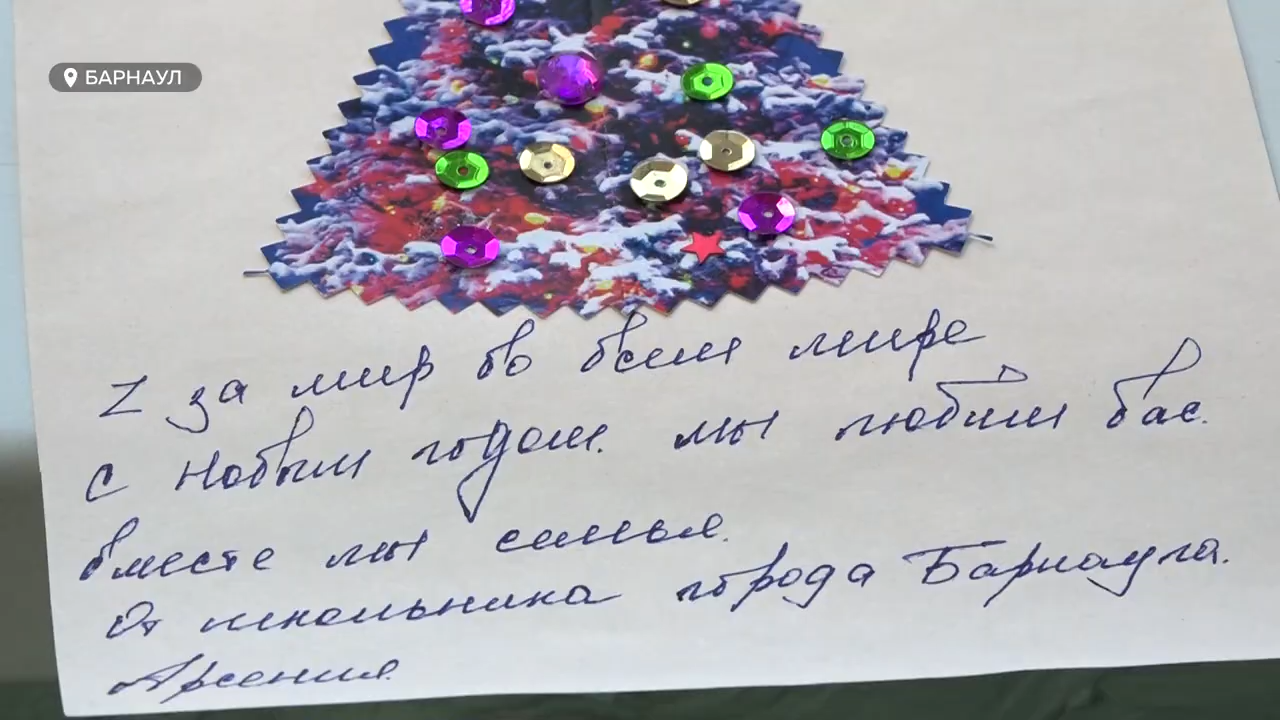 БАРНАУЛ
Z за мир во всем мире
С Новым годом. мы любим вас.
вместе мы семья.
От школьника города Барнаула.
Арсения.